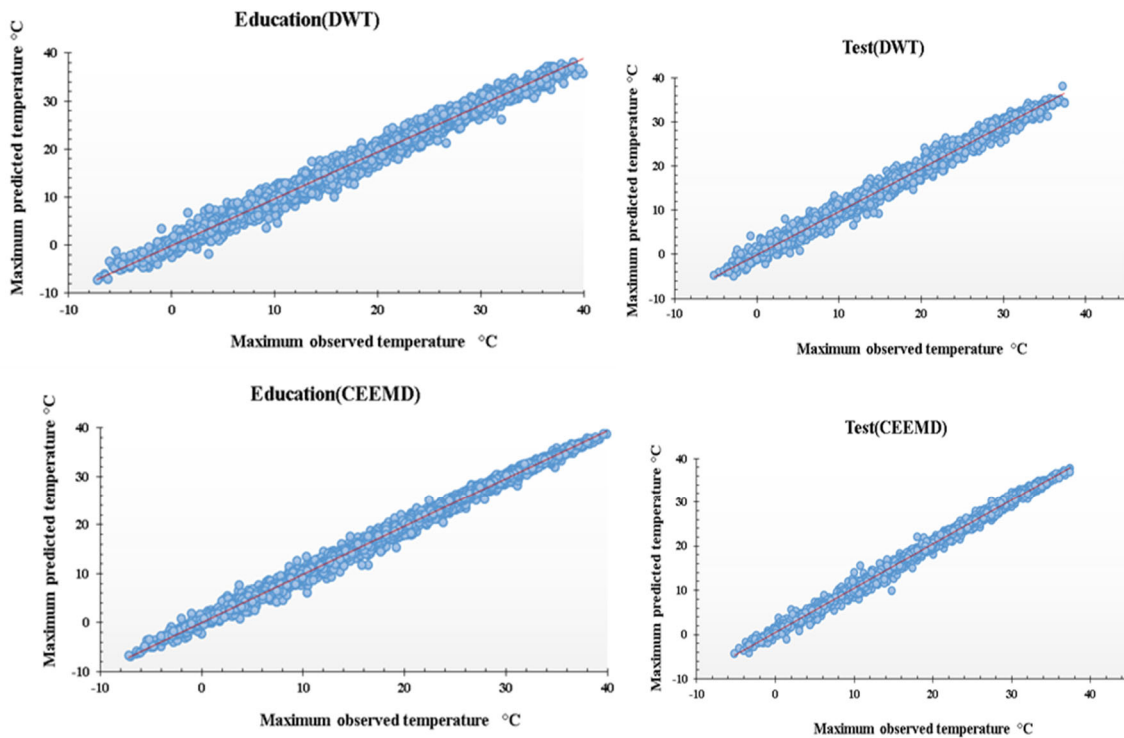 Education(DWT)
Maximum predicted temperature °C
40
30
20
10
0
-10
-10 0 10 20 30 40
Maximum observed temperature °C
Test(DWT)
Maximum predicted temperature °C
40
30
20
10
0
-10
-10 0 10 20 30 40
Maximum observed temperature °C
Education(CEEMD)
Maximum predicted temperature °C
40
30
20
10
0
-10
-10 0 10 20 30 40
Maximum observed temperature °C
Test(CEEMD)
Maximum predicted temperature °C
40
30
20
10
0
-10
-10 0 10 20 30 40
Maximum observed temperature °C